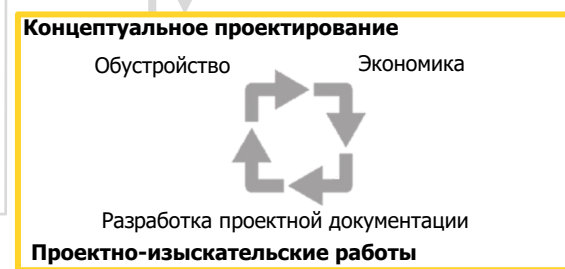 Концептуальное проектирование
Обустройство Экономика
Разработка проектной документации
Проектно-изыскательские работы